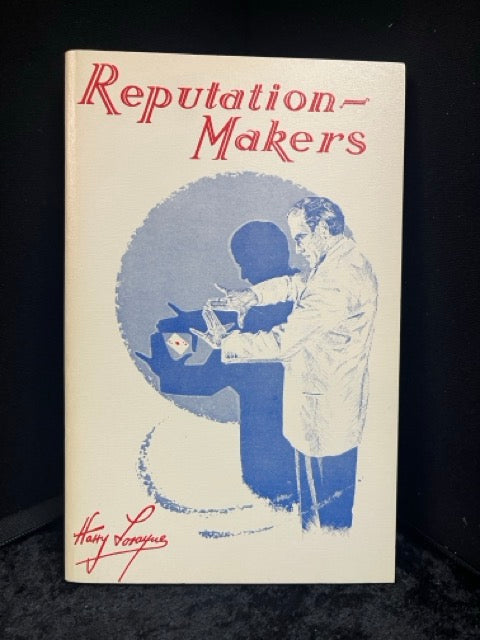 Reputation-
Makers
Harry Lorayne